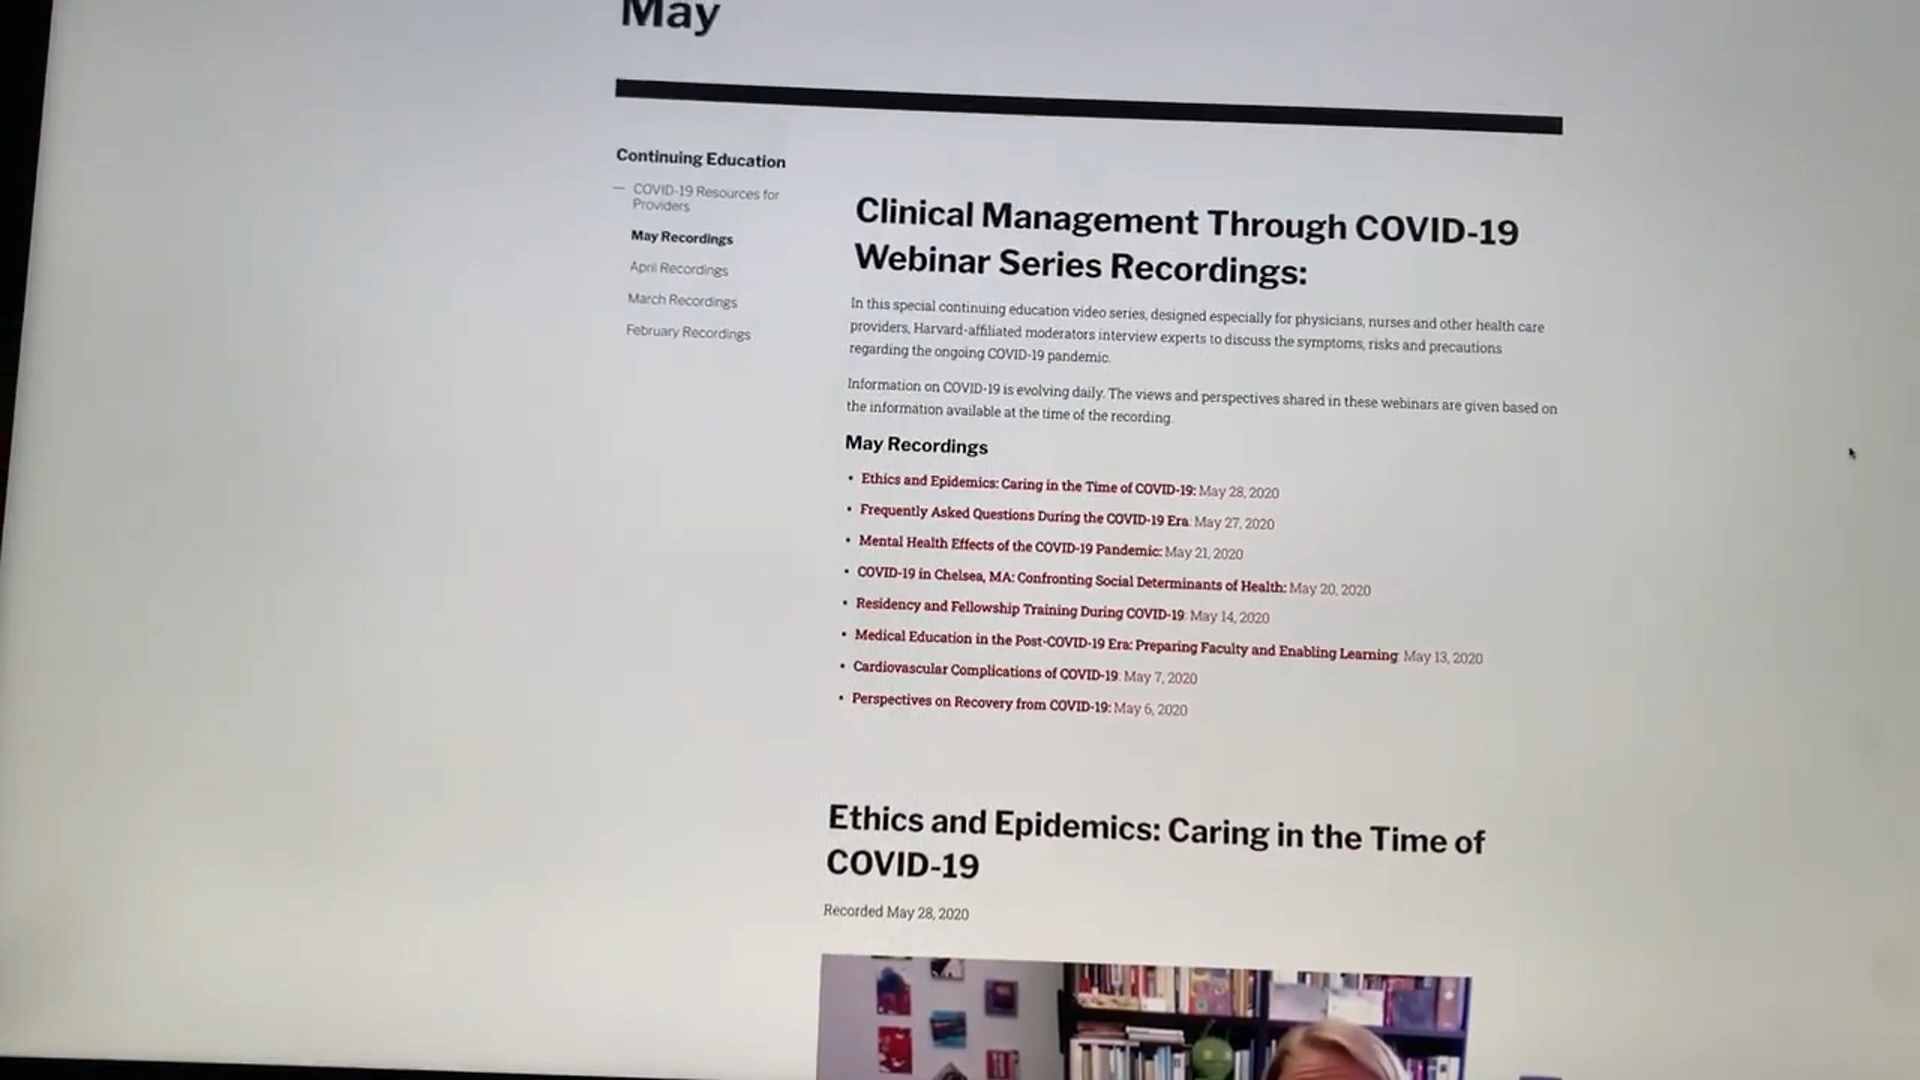 May
Continuing Education
— COVID-19 Resources for
Providers
May Recordings
April Recordings
March Recordings
February Recordings
Clinical Management Through COVID-19
Webinar Series Recordings:
In this special continuing education video series, designed especially for physicians, nurses and other health care
providers, Harvard-affiliated moderators interview experts to discuss the symptoms, risks and precautions
regarding the ongoing COVID-19 pandemic.
Information on COVID-19 is evolving daily. The views and perspectives shared in these webinars are given based on
the information available at the time of the recording.
May Recordings
• Ethics and Epidemics: Caring in the Time of COVID-19: May 28, 2020
• Frequently Asked Questions During the COVID-19 Era: May 27, 2020
• Mental Health Effects of the COVID-19 Pandemic: May 21, 2020
• COVID-19 in Chelsea, MA: Confronting Social Determinants of Health: May 20, 2020
• Residency and Fellowship Training During COVID-19: May 14, 2020
• Medical Education in the Post-COVID-19 Era: Preparing Faculty and Enabling Learning: May 13, 2020
• Cardiovascular Complications of COVID-19: May 7, 2020
• Perspectives on Recovery from COVID-19: May 6, 2020
Ethics and Epidemics: Caring in the Time of
COVID-19
Recorded May 28, 2020